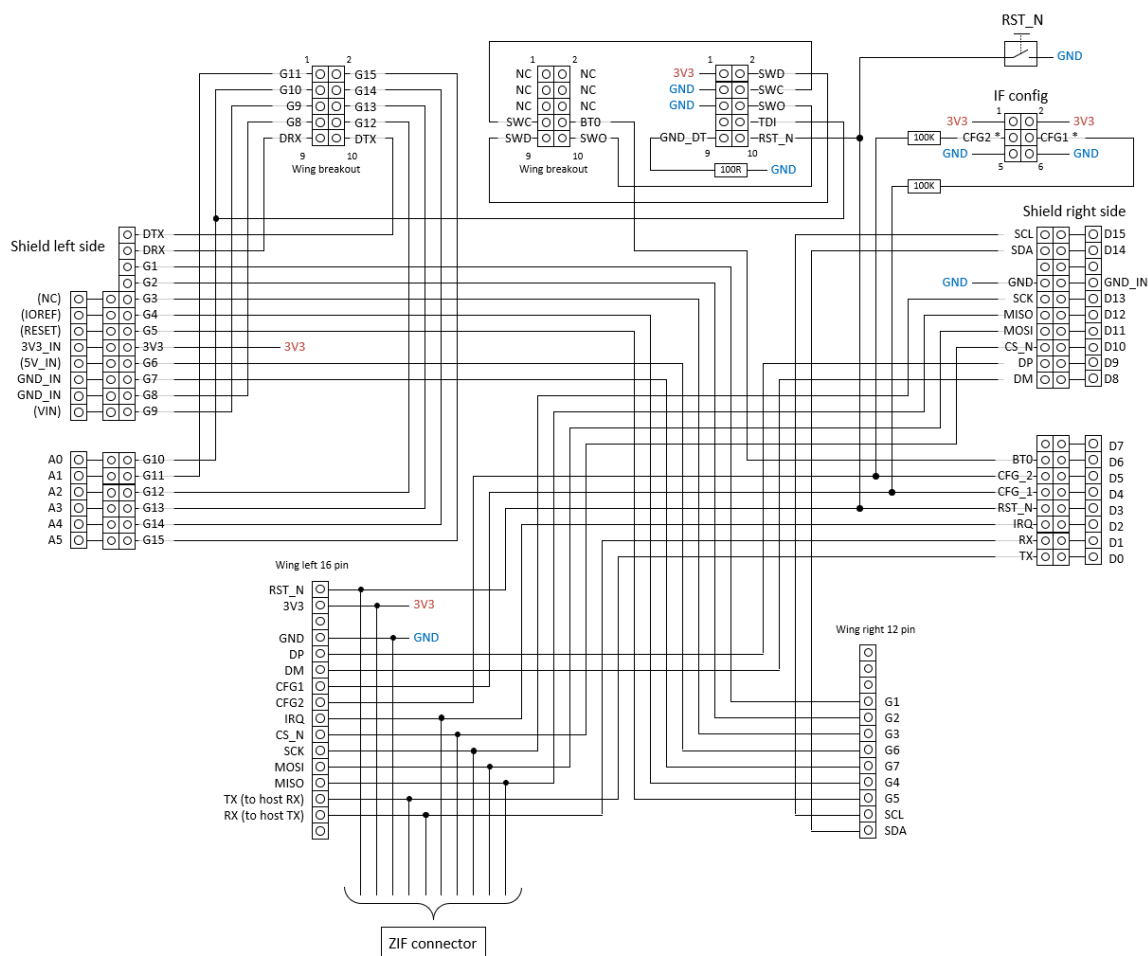 RST_N
GND
1 2
G11 G15
G10 G14
G9 G13
G8 G12
DRX DTX
9 10
Wing breakout
1 2
NC NC
NC NC
NC NC
SWC BT0
SWD SWO
9 10
Wing breakout
1 2
3V3 SWD
GND SWC
GND SWO
TDI
GND_DT RST_N
9 10
100R GND
IF config
1 2
3V3 3V3
100K CFG2 * CFG1 *
GND GND
5 6
100K
Shield left side
DTX
DRX
G1
G2
(NC) G3
(IOREF) G4
(RESET) G5
3V3_IN 3V3 3V3
(5V_IN) G6
GND_IN G7
GND_IN G8
(VIN) G9
A0 G10
A1 G11
A2 G12
A3 G13
A4 G14
A5 G15
Shield right side
SCL D15
SDA D14
GND GND GND_IN
SCK D13
MISO D12
MOSI D11
CS_N D10
DP D9
DM D8
D7
BT0 D6
CFG_2 D5
CFG_1 D4
RST_N D3
IRQ D2
RX D1
TX D0
Wing left 16 pin
RST_N
3V3 3V3
GND GND
DP
DM
CFG1
CFG2
IRQ
CS_N
SCK
MOSI
MISO
TX (to host RX)
RX (to host TX)
Wing right 12 pin
G1
G2
G3
G6
G7
G4
G5
SCL
SDA
ZIF connector